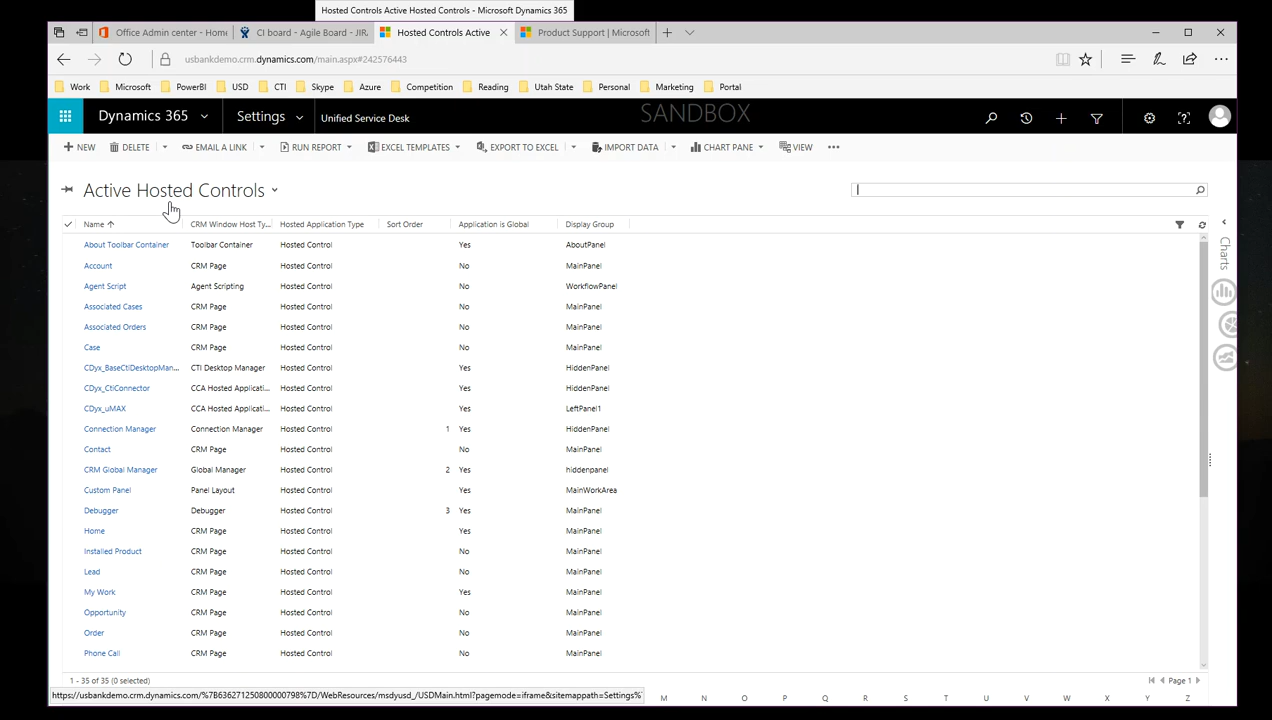 Hosted Controls Active Hosted Controls - Microsoft Dynamics 365
Office Admin center - Home
CI board - Agile Board - JIRA
Hosted Controls Active
Product Support | Microsoft
usbankdemo.crm.dynamics.com/main.aspx#242576443
Work Microsoft PowerBI USD CTI Skype Azure Competition Reading Utah State Personal Marketing Portal
Dynamics 365 Settings Unified Service Desk SANDBOX
NEW DELETE EMAIL A LINK RUN REPORT EXCEL TEMPLATES EXPORT TO EXCEL IMPORT DATA CHART PANE VIEW
Active Hosted Controls
Name CRM Window Host Ty... Hosted Application Type Sort Order Application is Global Display Group
About Toolbar Container Toolbar Container Hosted Control Yes AboutPanel
Account CRM Page Hosted Control No MainPanel
Agent Script Agent Scripting Hosted Control No WorkflowPanel
Associated Cases CRM Page Hosted Control No MainPanel
Associated Orders CRM Page Hosted Control No MainPanel
Case CRM Page Hosted Control No MainPanel
CDyx_BaseCtiDesktopMan... CTI Desktop Manager Hosted Control Yes HiddenPanel
CDyx_CtiConnector CCA Hosted Applicati... Hosted Control Yes HiddenPanel
CDyx_uMAX CCA Hosted Applicati... Hosted Control Yes LeftPanel1
Connection Manager Connection Manager Hosted Control 1 Yes HiddenPanel
Contact CRM Page Hosted Control No MainPanel
CRM Global Manager Global Manager Hosted Control 2 Yes hiddenpanel
Custom Panel Panel Layout Hosted Control Yes MainWorkArea
Debugger Debugger Hosted Control 3 Yes MainPanel
Home CRM Page Hosted Control Yes MainPanel
Installed Product CRM Page Hosted Control No MainPanel
Lead CRM Page Hosted Control No MainPanel
My Work CRM Page Hosted Control Yes MainPanel
Opportunity CRM Page Hosted Control No MainPanel
Order CRM Page Hosted Control No MainPanel
Phone Call CRM Page Hosted Control No MainPanel
Charts
1 - 35 of 35 (0 selected) Page 1
https://usbankdemo.crm.dynamics.com/%7B636271250800000798%7D/WebResources/msdyusd_/USDMain.html?pagemode=iframe&sitemappath=Settings%
M N O P Q R S T U V W X Y Z